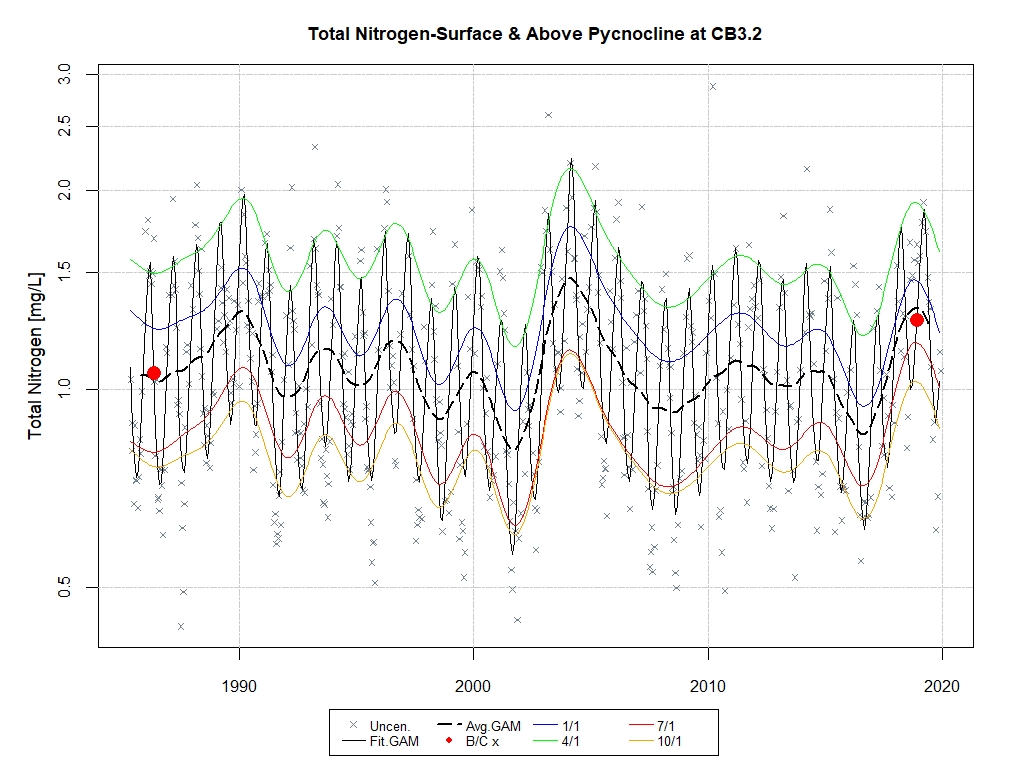 Total Nitrogen-Surface & Above Pycnocline at CB3.2
Total Nitrogen [mg/L]
3.0
2.5
2.0
1.5
1.0
0.5
1990 2000 2010 2020
Uncen. Avg.GAM 1/1 7/1
Fit.GAM B/C x 4/1 10/1